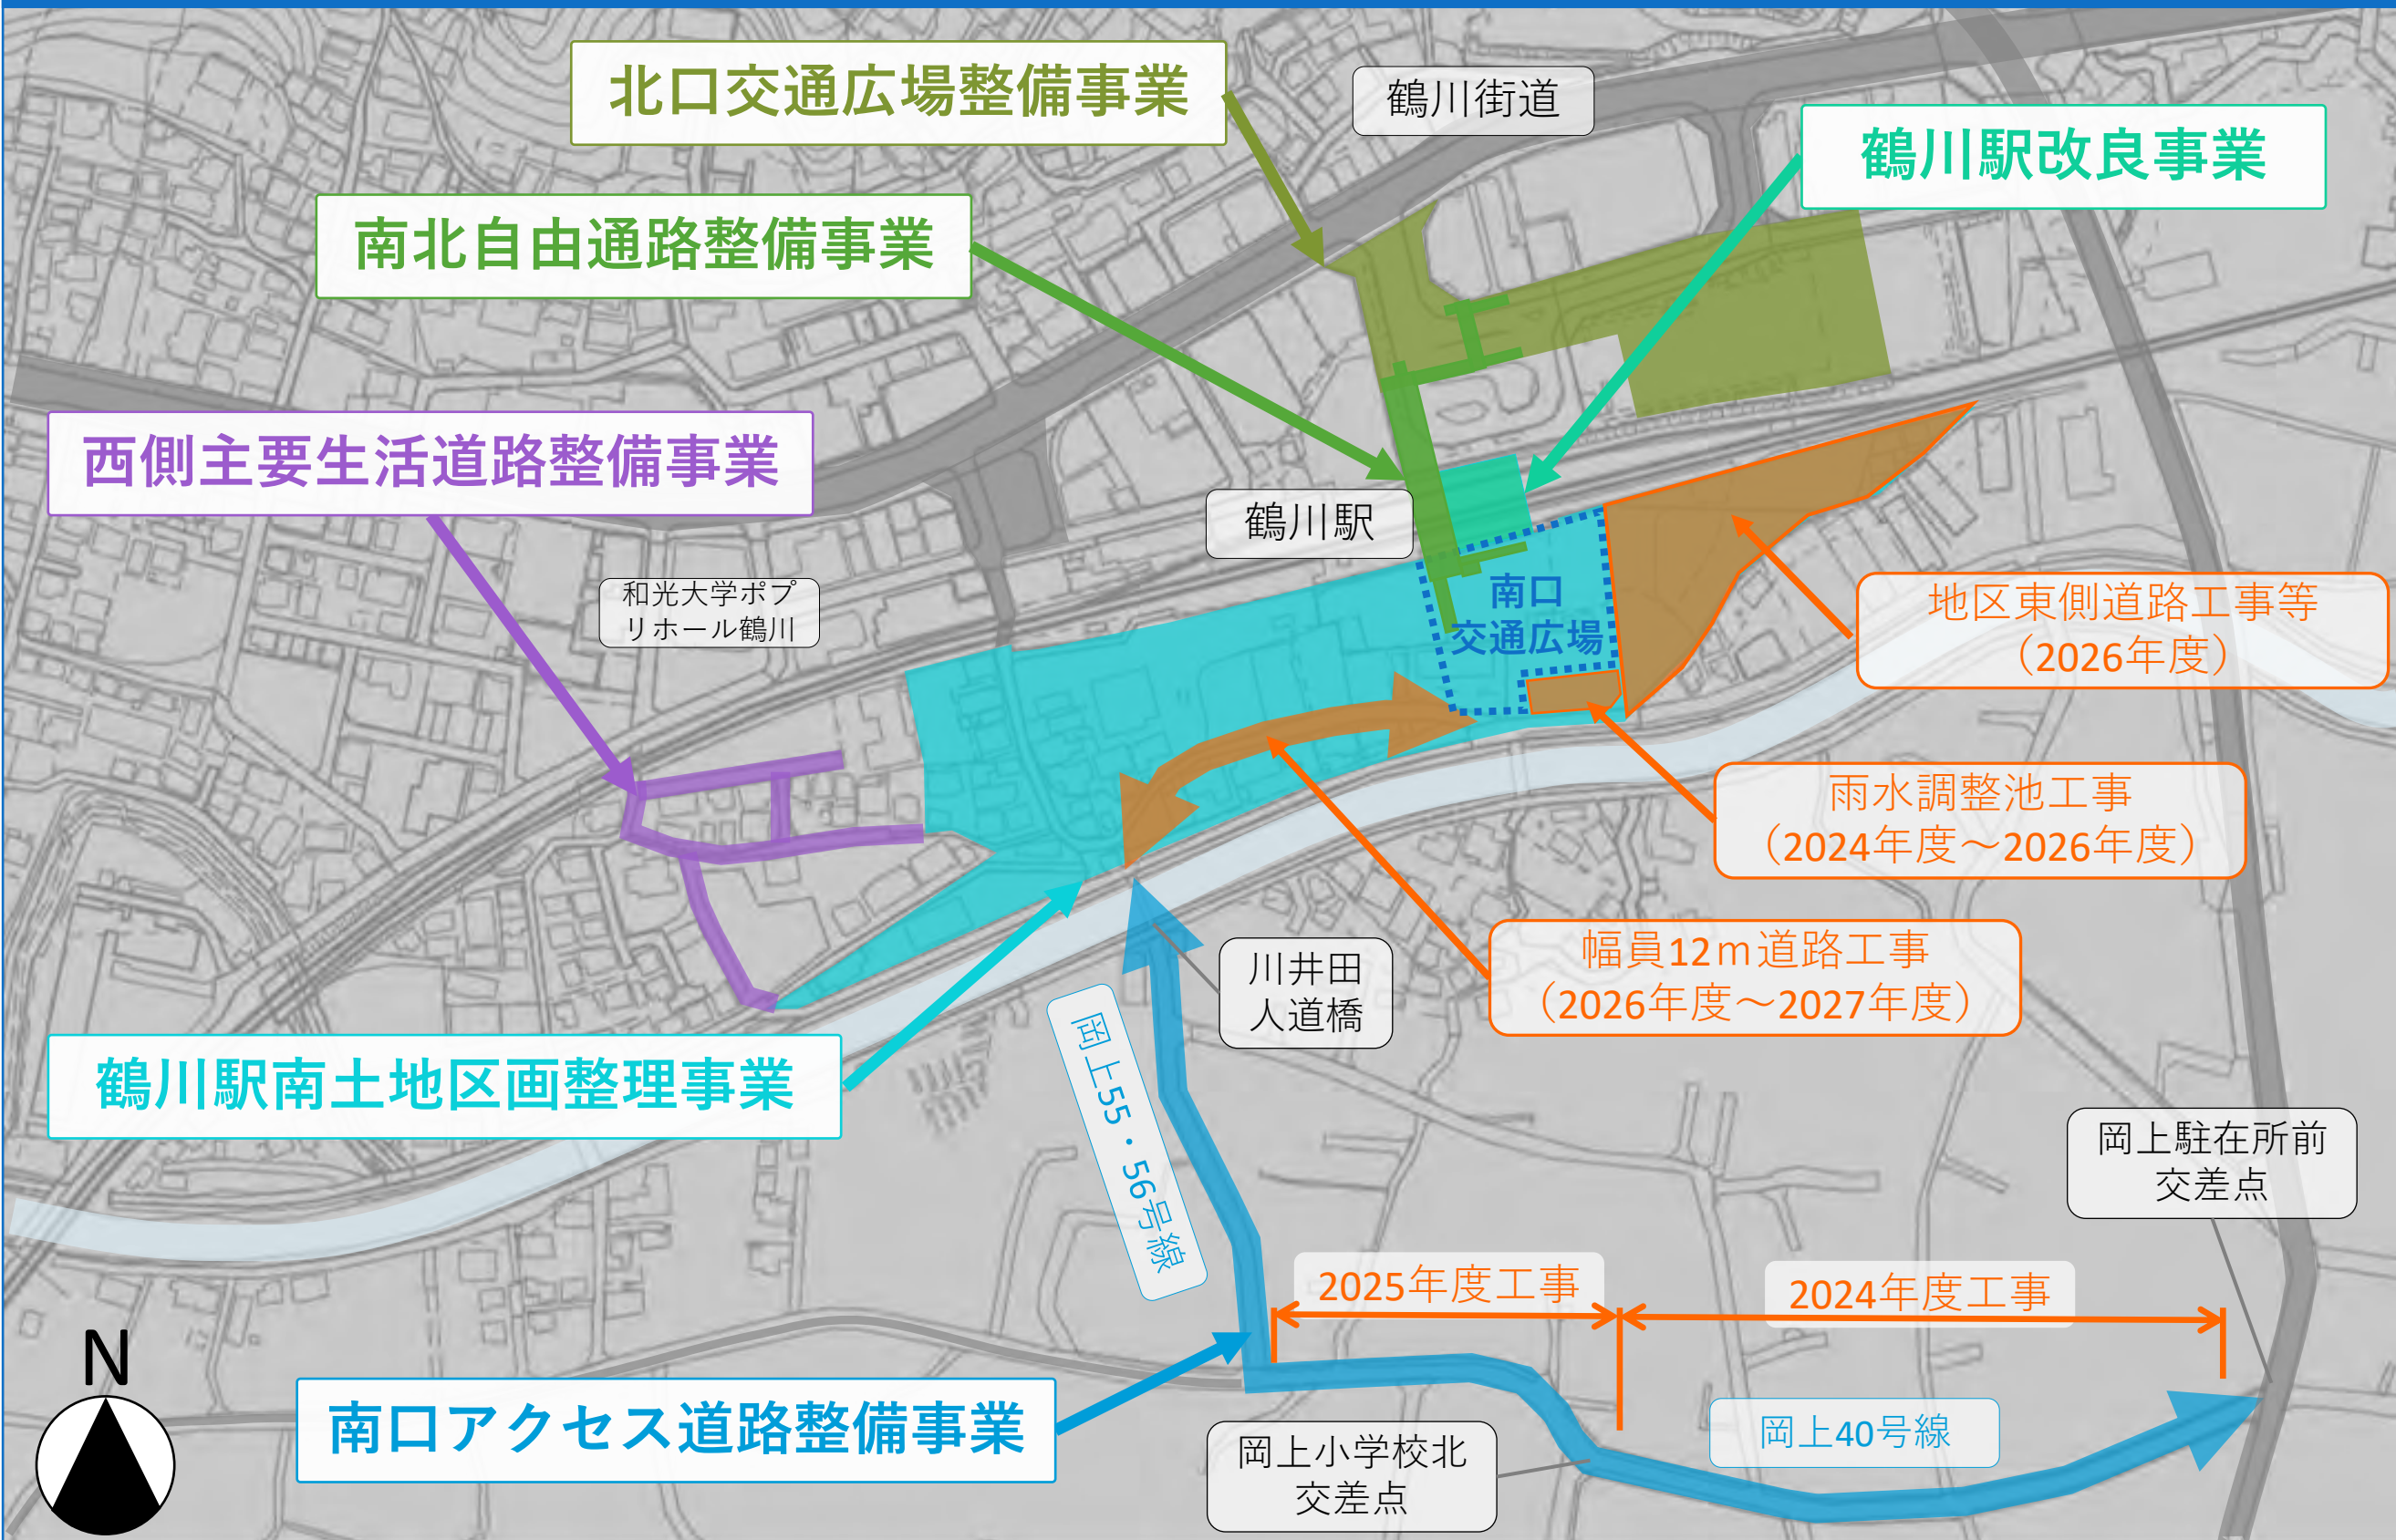 北口交通広場整備事業
鶴川街道
鶴川駅改良事業
南北自由通路整備事業
西側主要生活道路整備事業
鶴川駅
和光大学ポプ
リホール鶴川
南口
交通広場
地区東側道路工事等
（2026年度）
雨水調整池工事
（2024年度～2026年度）
幅員12ｍ道路工事
（2026年度～2027年度）
川井田
人道橋
岡上55・56号線
鶴川駅南土地区画整理事業
岡上駐在所前
交差点
2025年度工事
2024年度工事
N
南口アクセス道路整備事業
岡上40号線
岡上小学校北
交差点